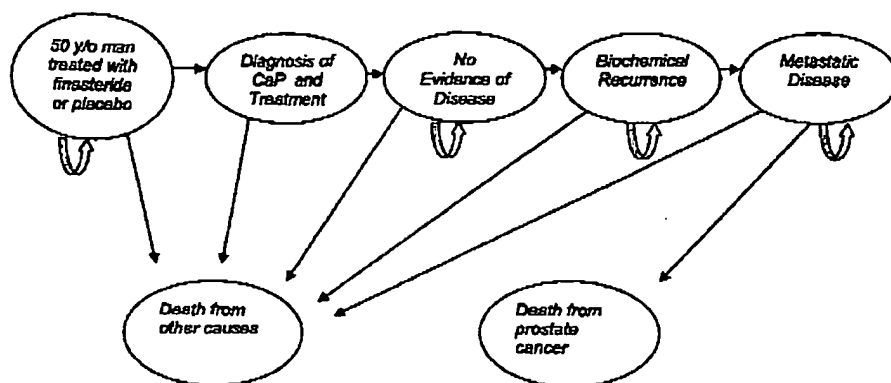 50 y/o man
treated with
finasteride
or placebo
Diagnosis of
CaP and
Treatment
No
Evidence of
Disease
Biochemical
Recurrence
Metastatic
Disease
Death from
other causes
Death from
prostate
cancer